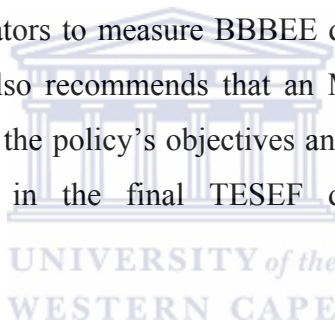 ators to measure BBBEE
also recommends that an
the policy's objectives an
in the final TESEF
UNIVERSITY of the
WESTERN CAPE